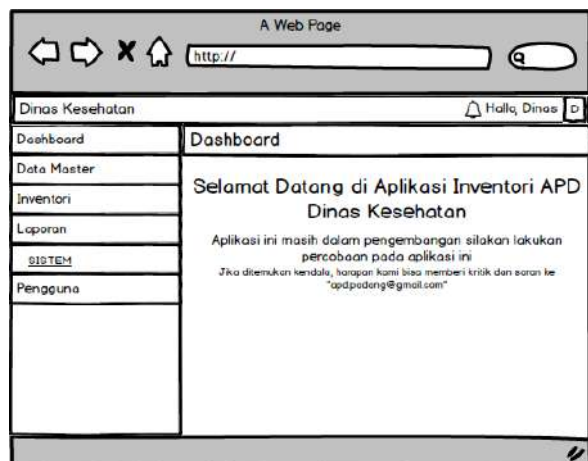 A Web Page
http://
Dinas Kesehatan
Hallo, Dinas D
Dashboard
Data Master
Inventori
Laporan
SISTEM
Pengguna
Dashboard
Selamat Datang di Aplikasi Inventori APD
Dinas Kesehatan
Aplikasi ini masih dalam pengembangan silakan lakukan
percobaan pada aplikasi ini
Jika ditemukan kendala, harapan kami bisa memberi kritik dan saran ke
"apd.padang@gmail.com"